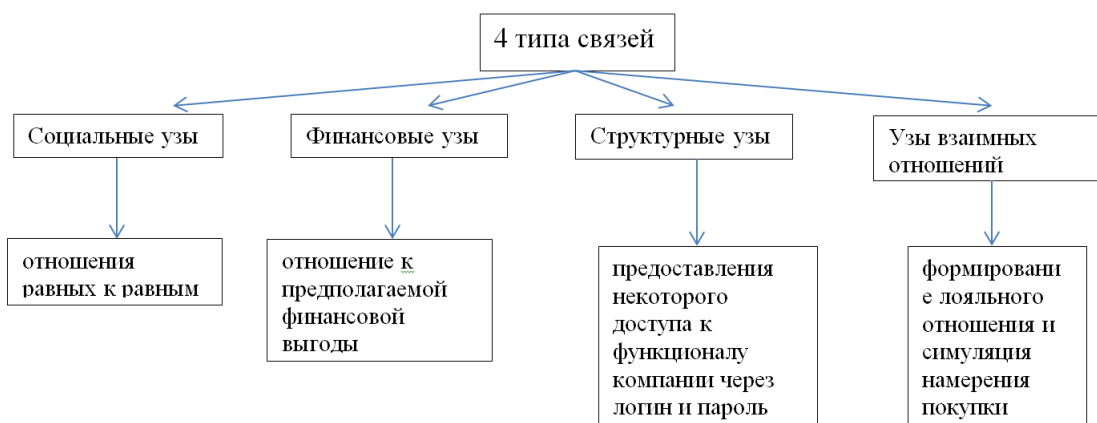 4 типа связей
Социальные узы
Финансовые узы
Структурные узы
Узы взаимных
отношений
отношения
равных к равным
отношение к
предполагаемой
финансовой
выгоды
предоставления
некоторого
доступа к
функционалу
компании через
логин и пароль
формировани
е лояльного
отношения и
симуляция
намерения
покупки